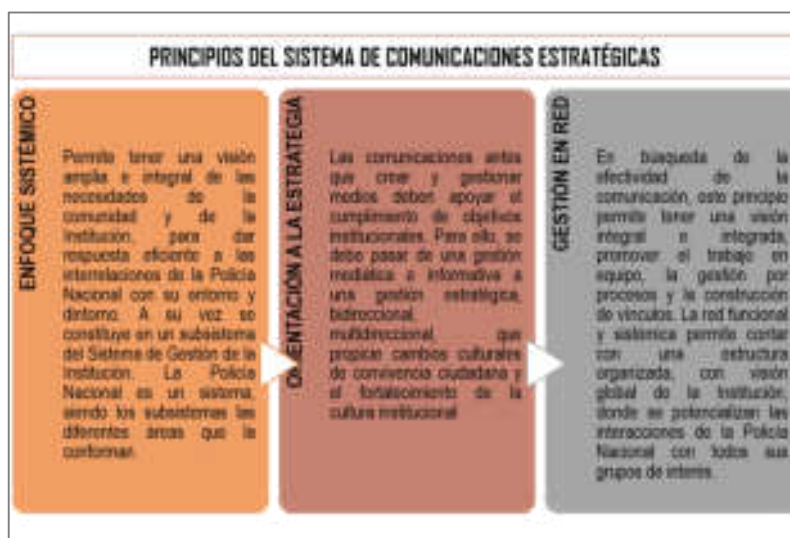 PRINCIPIOS DEL SISTEMA DE COMUNICACIONES ESTRATÉGICAS
ENFOQUE SISTÉMICO
Permite tener una visión
amplia e integral de las
necesidades de la
comunidad y de la
Institución, para dar
respuesta eficiente a las
interrelaciones de la Policía
Nacional con su entorno y
dintorno. A su vez se
constituye en un subsistema
del Sistema de Gestión de la
Institución. La Policía
Nacional es un sistema,
siendo los subsistemas las
diferentes áreas que la
conforman.
ORIENTACIÓN A LA ESTRATEGIA
Las comunicaciones antes
que crear y gestionar
medios deben apoyar el
cumplimiento de objetivos
institucionales. Para ello, se
debe pasar de una gestión
mediática e informativa a
una gestión estratégica,
bidireccional,
multidireccional, que
propicie cambios culturales
de convivencia ciudadana y
el fortalecimiento de la
cultura institucional
GESTIÓN EN RED
En búsqueda de la
efectividad de la
comunicación, este principio
permite tener una visión
integral e integrada,
promover el trabajo en
equipo, la gestión por
procesos y la construcción
de vínculos. La red funcional
y sistémica permite contar
con una estructura
organizada, con visión
global de la Institución,
donde se potencializan las
interacciones de la Policía
Nacional con todos sus
grupos de interés.